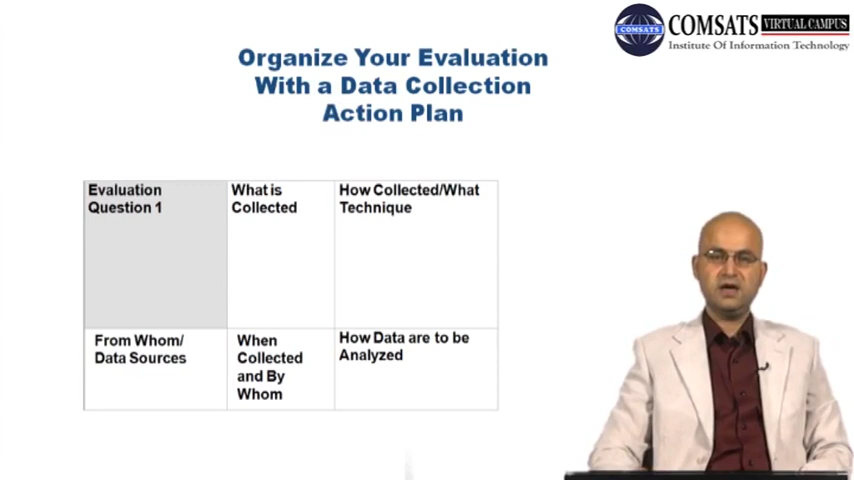 COMSATS VIRTUAL CAMPUS
Institute Of Information Technology
Organize Your Evaluation
With a Data Collection
Action Plan
Evaluation
Question 1
What is
Collected
How Collected/What
Technique
From Whom/
Data Sources
When
Collected
and By
Whom
How Data are to be
Analyzed